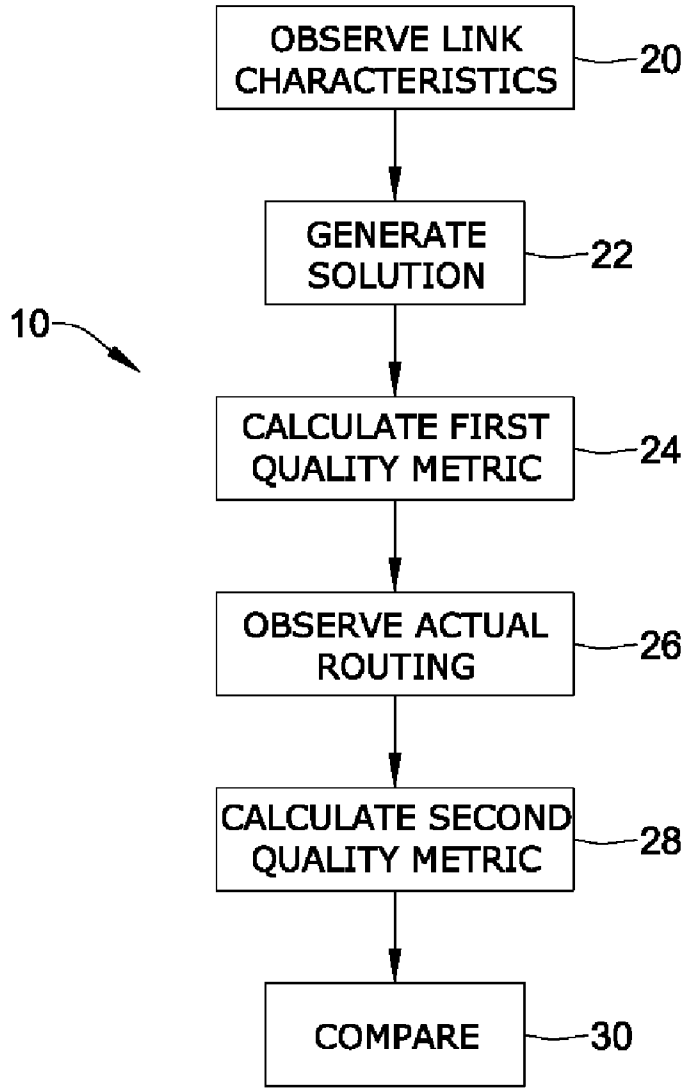 OBSERVE LINK
CHARACTERISTICS
20
GENERATE
SOLUTION
22
10
CALCULATE FIRST
QUALITY METRIC
24
OBSERVE ACTUAL
ROUTING
26
CALCULATE SECOND
QUALITY METRIC
28
COMPARE
30